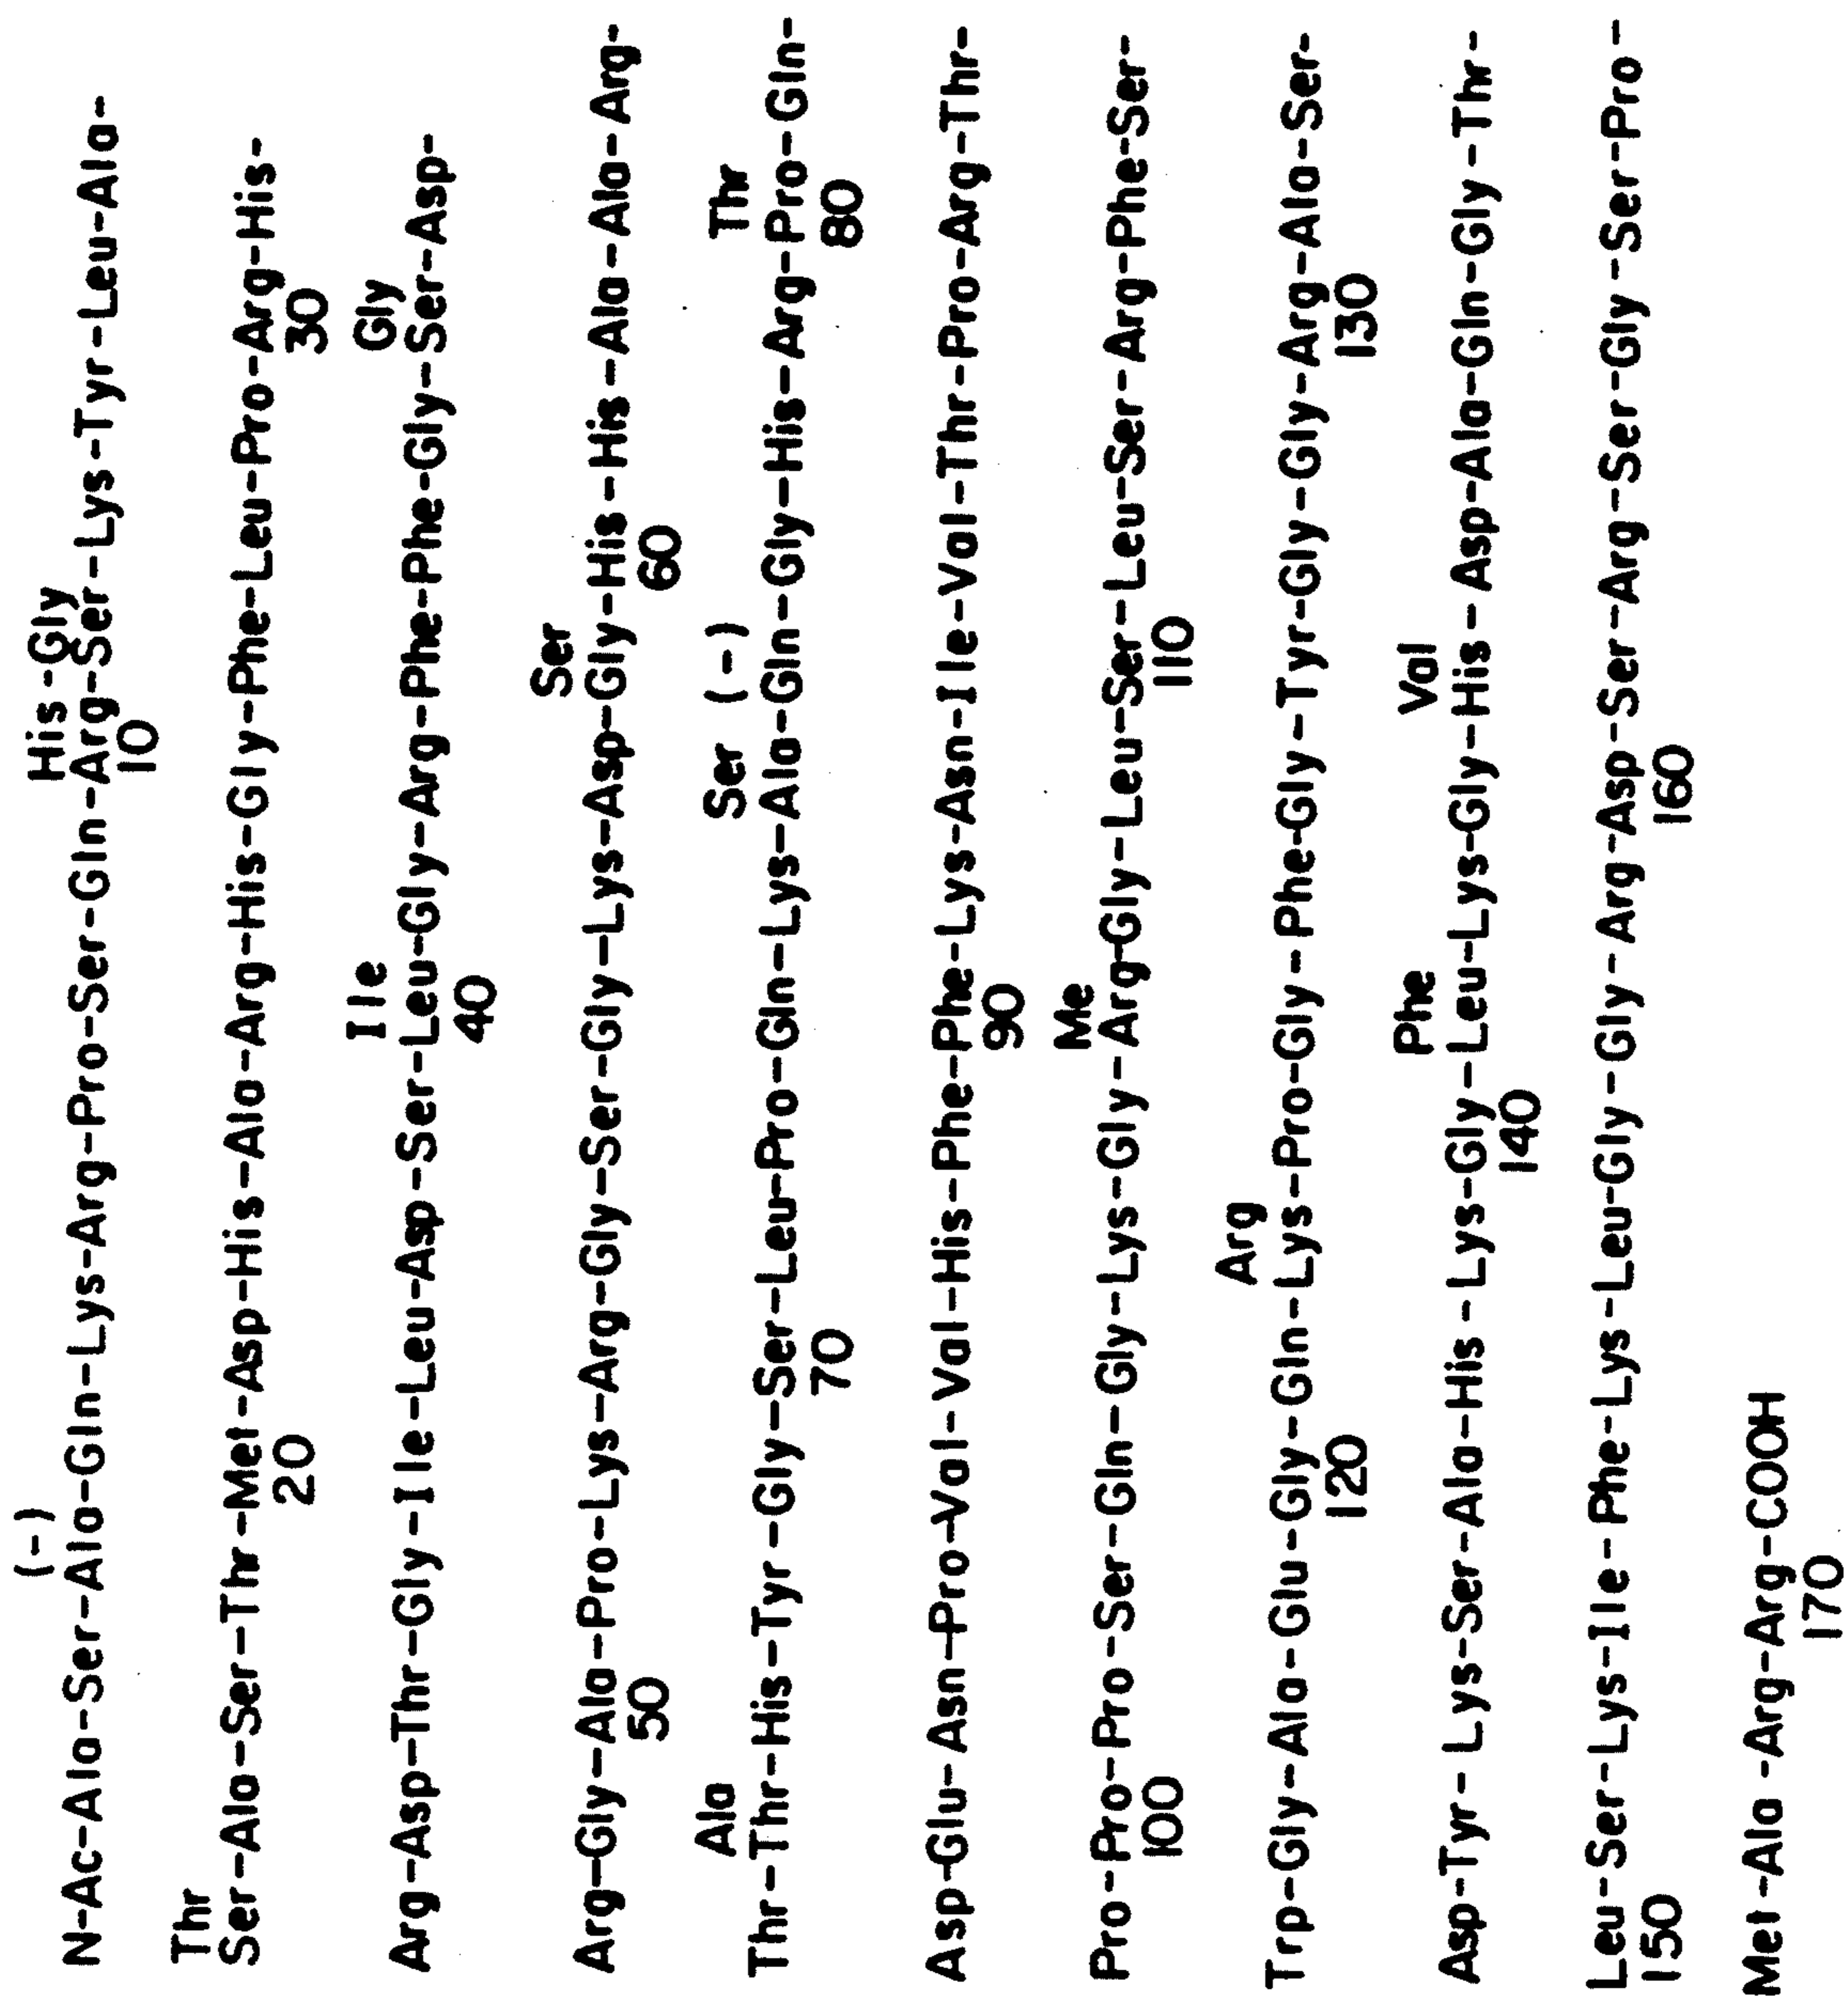 (-) His-Gly
N-Ac-Ala-Ser-Ala-Gln-Lys-Arg-Pro-Ser-Gln-Arg-Ser-Lys-Tyr-Leu-Ala-
10
Thr
Ser-Ala-Ser-Thr-Met-Asp-His-Ala-Arg-His-Gly-Phe-Leu-Pro-Arg-His-
20 30
Ile Gly
Arg-Asp-Thr-Gly-Ile-Leu-Asp-Ser-Leu-Gly-Arg-Phe-Phe-Gly-Ser-Asp-
40
Ser
Arg-Gly-Ala-Pro-Lys-Arg-Gly-Ser-Gly-Lys-Asp-Gly-His-His-Ala-Ala-Arg-
50 60
Ala Ser (-) Thr
Thr-Thr-His-Tyr-Gly-Ser-Leu-Pro-Gln-Lys-Ala-Gln-Gly-His-Arg-Pro-Gln-
70 80
Asp-Glu-Asn-Pro-Val-Val-His-Phe-Phe-Lys-Asn-Ile-Val-Thr-Pro-Arg-Thr-
90
Me
Pro-Pro-Pro-Ser-Gln-Gly-Lys-Gly-Arg-Gly-Leu-Ser-Leu-Ser-Arg-Phe-Ser-
100 110
Arg
Trp-Gly-Ala-Glu-Gly-Gln-Lys-Pro-Gly-Phe-Gly-Tyr-Gly-Gly-Arg-Ala-Ser-
120 130
Phe Val
Asp-Tyr-Lys-Ser-Ala-His-Lys-Gly-Leu-Lys-Gly-His-Asp-Ala-Gln-Gly-Thr-
140
Leu-Ser-Lys-Ile-Phe-Lys-Leu-Gly-Gly-Arg-Asp-Ser-Arg-Ser-Gly-Ser-Pro-
150 160
Met-Ala-Arg-Arg-COOH
170